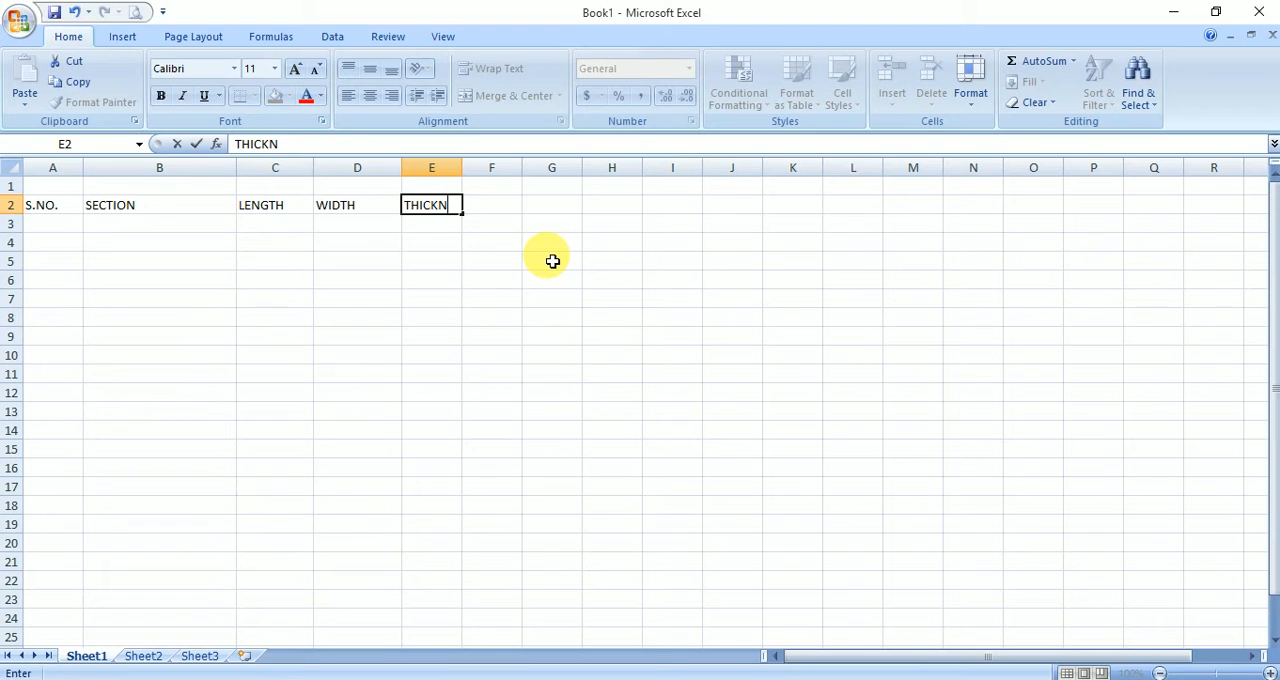 Book1 - Microsoft Excel
Home Insert Page Layout Formulas Data Review View
Paste
Cut
Copy
Format Painter
Clipboard
Calibri 11
B I U
Font
Wrap Text
Merge & Center
Alignment
General
$ % ,
Number
Conditional Formatting
Format as Table
Cell Styles
Styles
Insert Delete Format
Cells
Σ AutoSum
Fill
Clear
Sort & Filter
Find & Select
Editing
E2 fx THICKN
A B C D E F G H I J K L M N O P Q R
1
2 S.NO. SECTION LENGTH WIDTH THICKN
3
4
5
6
7
8
9
10
11
12
13
14
15
16
17
18
19
20
21
22
23
24
25
Sheet1 Sheet2 Sheet3
Enter 100%